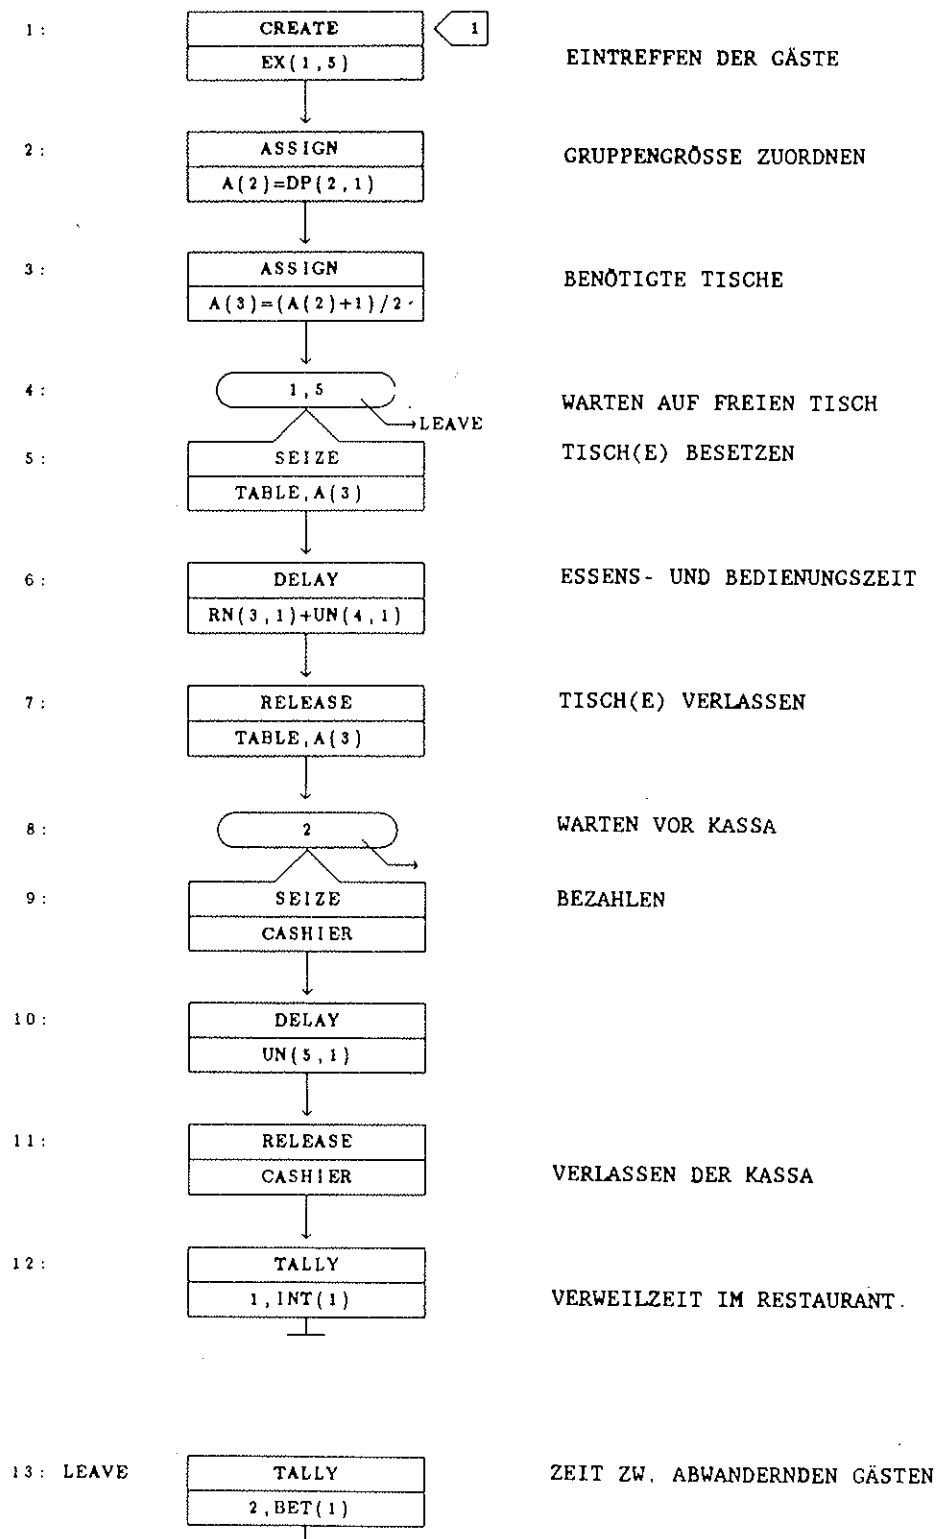 1: CREATE 1
EX(1,5) EINTREFFEN DER GÄSTE
2: ASSIGN GRUPPENGRÖSSE ZUORDNEN
A(2)=DP(2,1)
3: ASSIGN BENÖTIGTE TISCHE
A(3)=(A(2)+1)/2
4: 1,5 WARTEN AUF FREIEN TISCH
LEAVE
5: SEIZE TISCH(E) BESETZEN
TABLE,A(3)
6: DELAY ESSENS- UND BEDIENUNGSZEIT
RN(3,1)+UN(4,1)
7: RELEASE TISCH(E) VERLASSEN
TABLE,A(3)
8: 2 WARTEN VOR KASSA
9: SEIZE BEZAHLEN
CASHIER
10: DELAY
UN(5,1)
11: RELEASE
CASHIER VERLASSEN DER KASSA
12: TALLY
1,INT(1) VERWEILZEIT IM RESTAURANT.
13: LEAVE TALLY ZEIT ZW. ABWANDERNDEN GÄSTEN
2,BET(1)